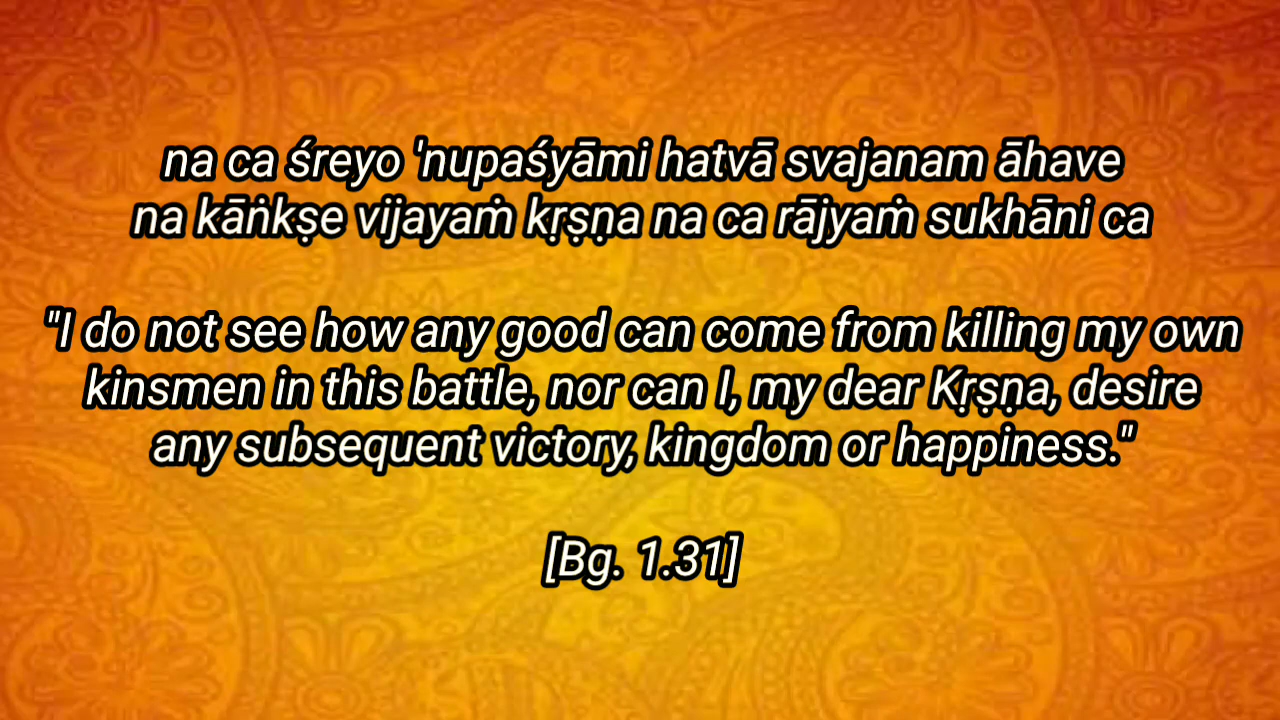 na ca śreyo 'nupaśyāmi hatvā svajanam āhave
na kāṅkṣe vijayaṁ kṛṣṇa na ca rājyaṁ sukhāni ca
"I do not see how any good can come from killing my own
kinsmen in this battle, nor can I, my dear Kṛṣṇa, desire
any subsequent victory, kingdom or happiness."
[Bg. 1.31]